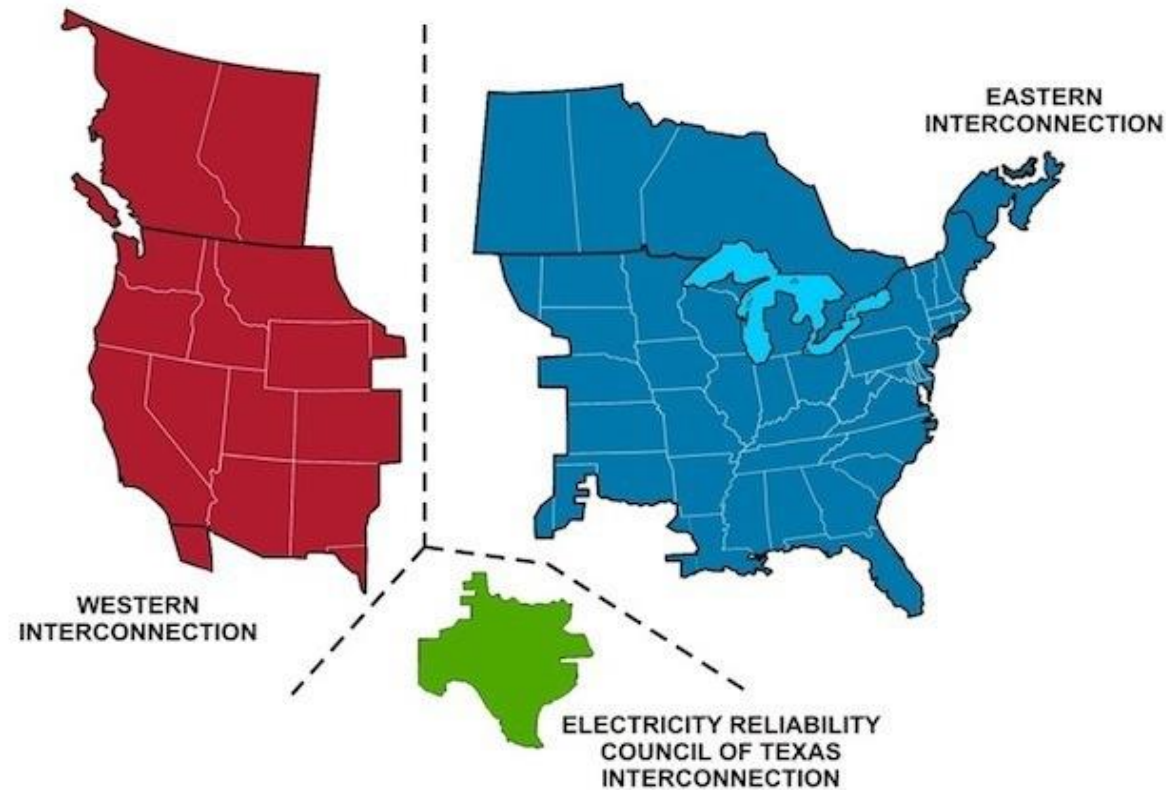 EASTERN
INTERCONNECTION
WESTERN
INTERCONNECTION
ELECTRICITY RELIABILITY
COUNCIL OF TEXAS
INTERCONNECTION